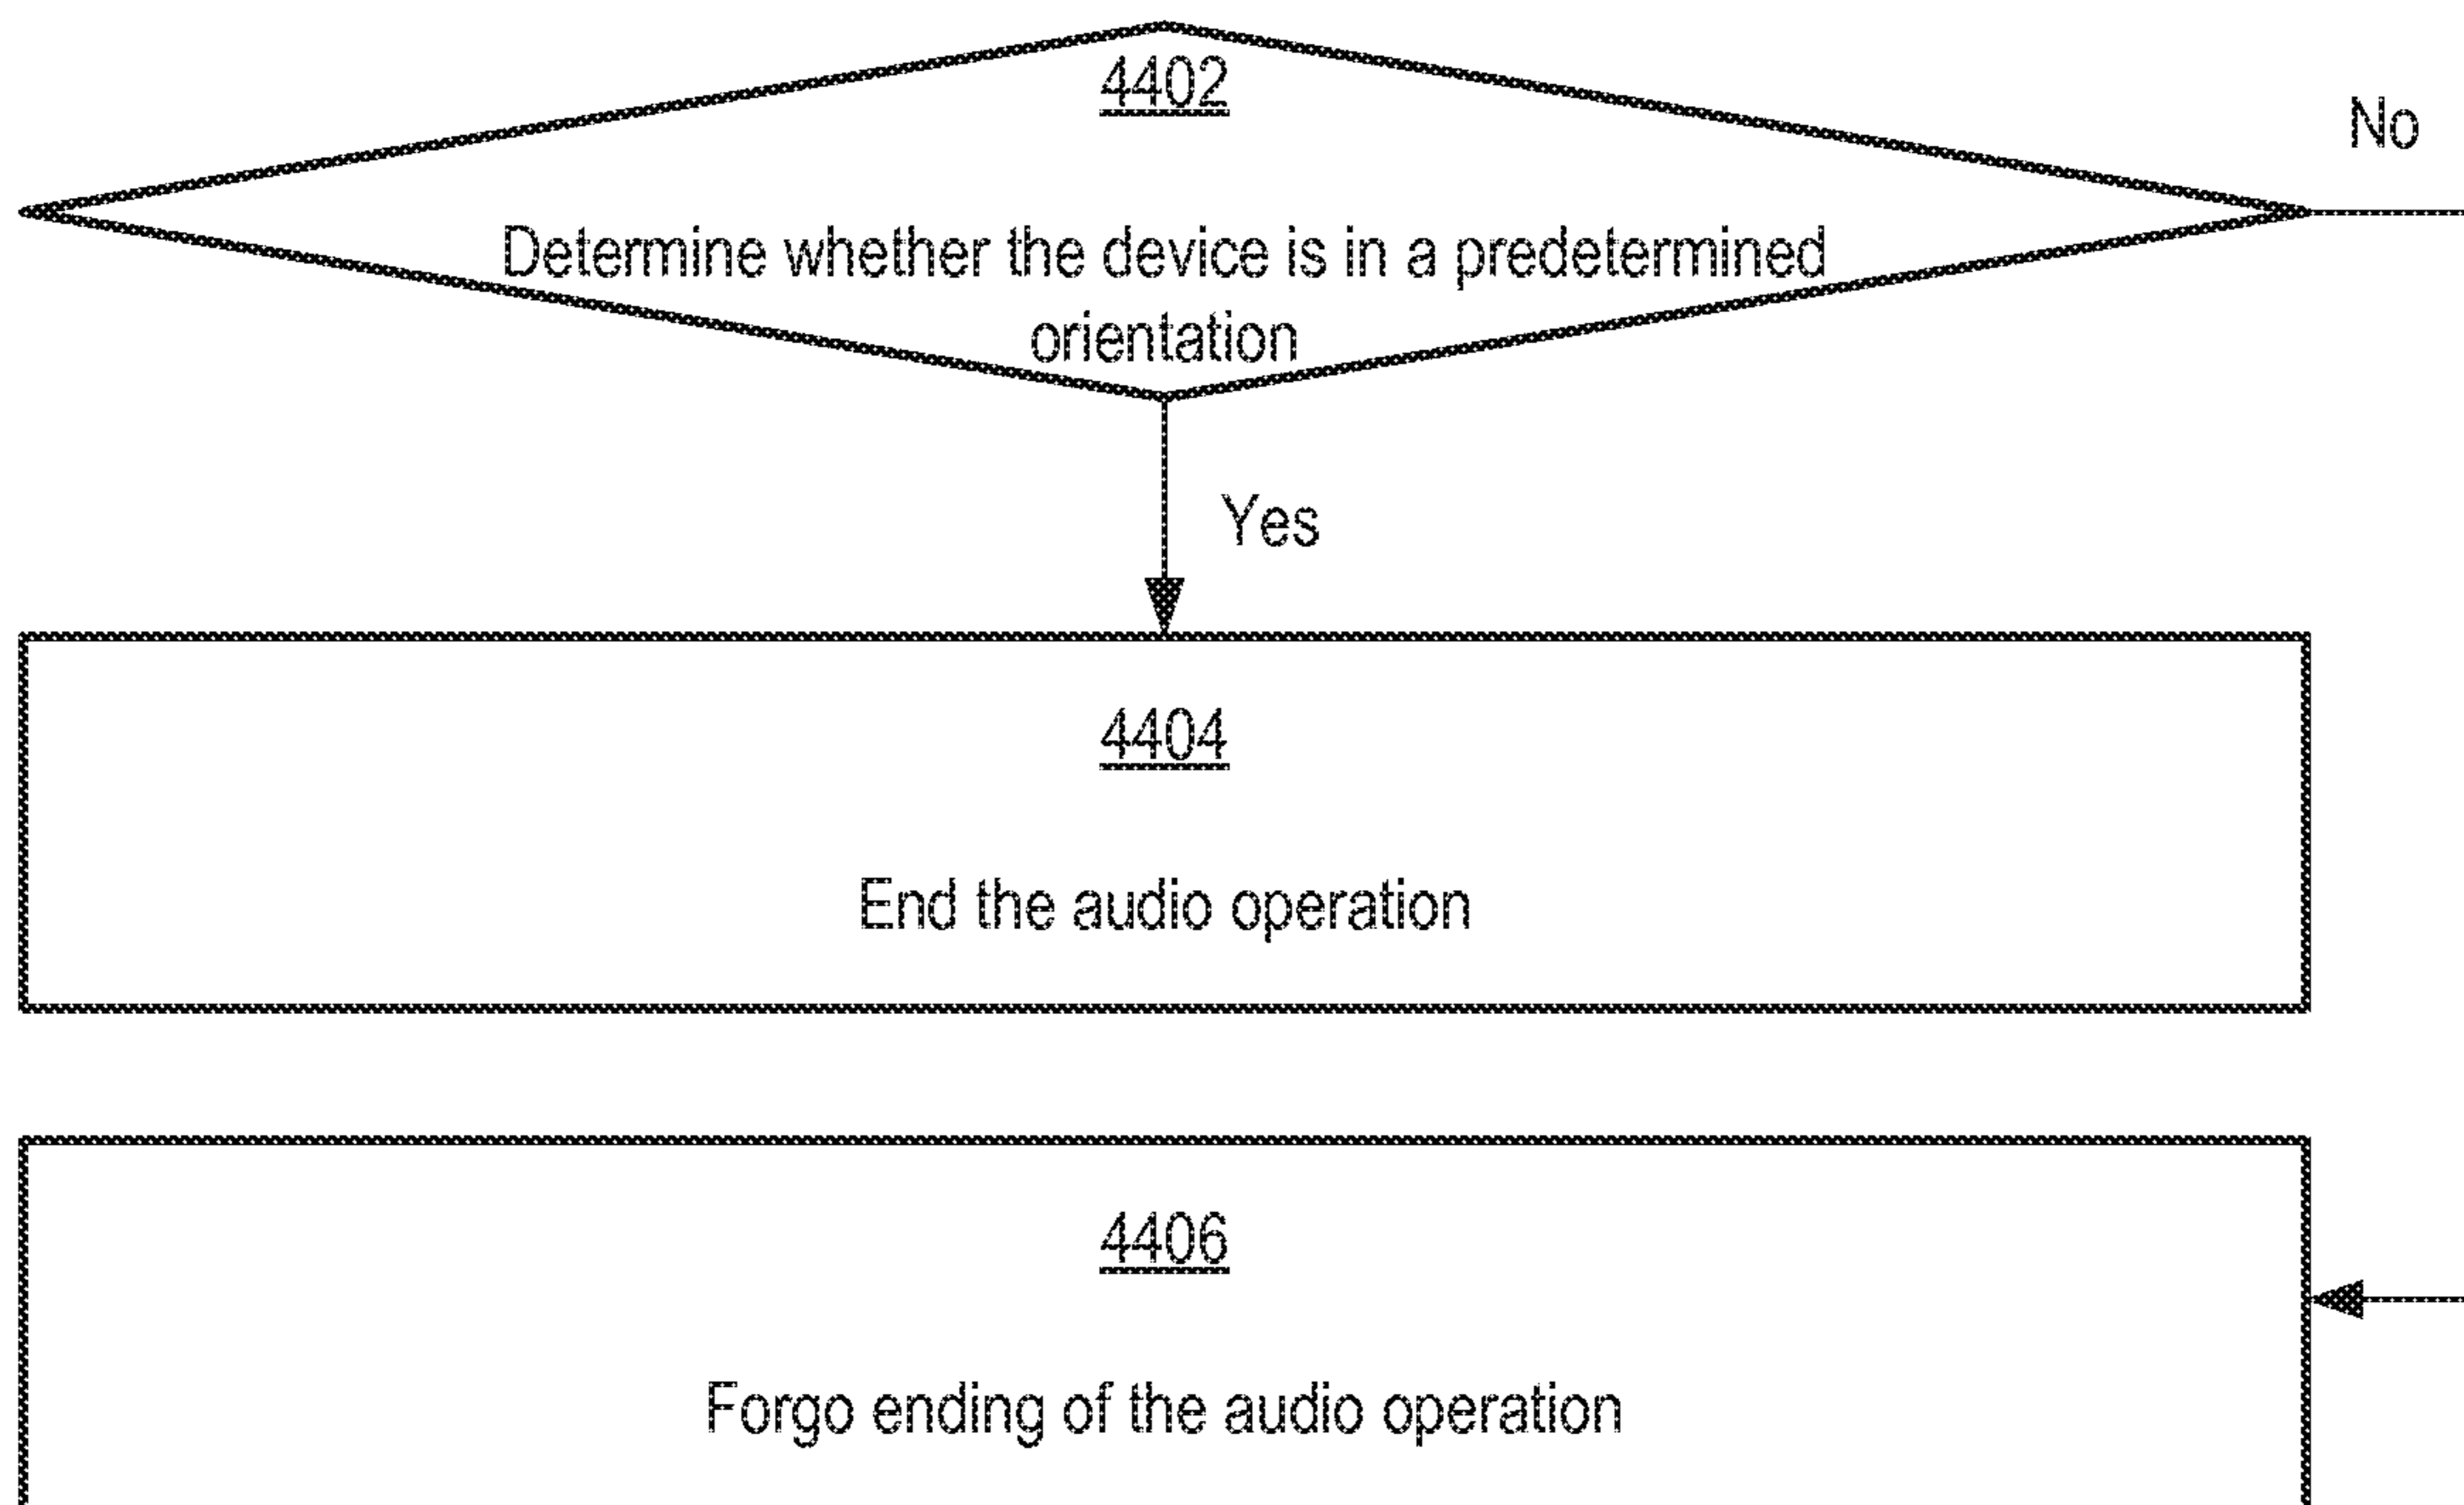 4402
No
Determine whether the device is in a predetermined
orientation
Yes
4404
End the audio operation
4406
Forgo ending of the audio operation